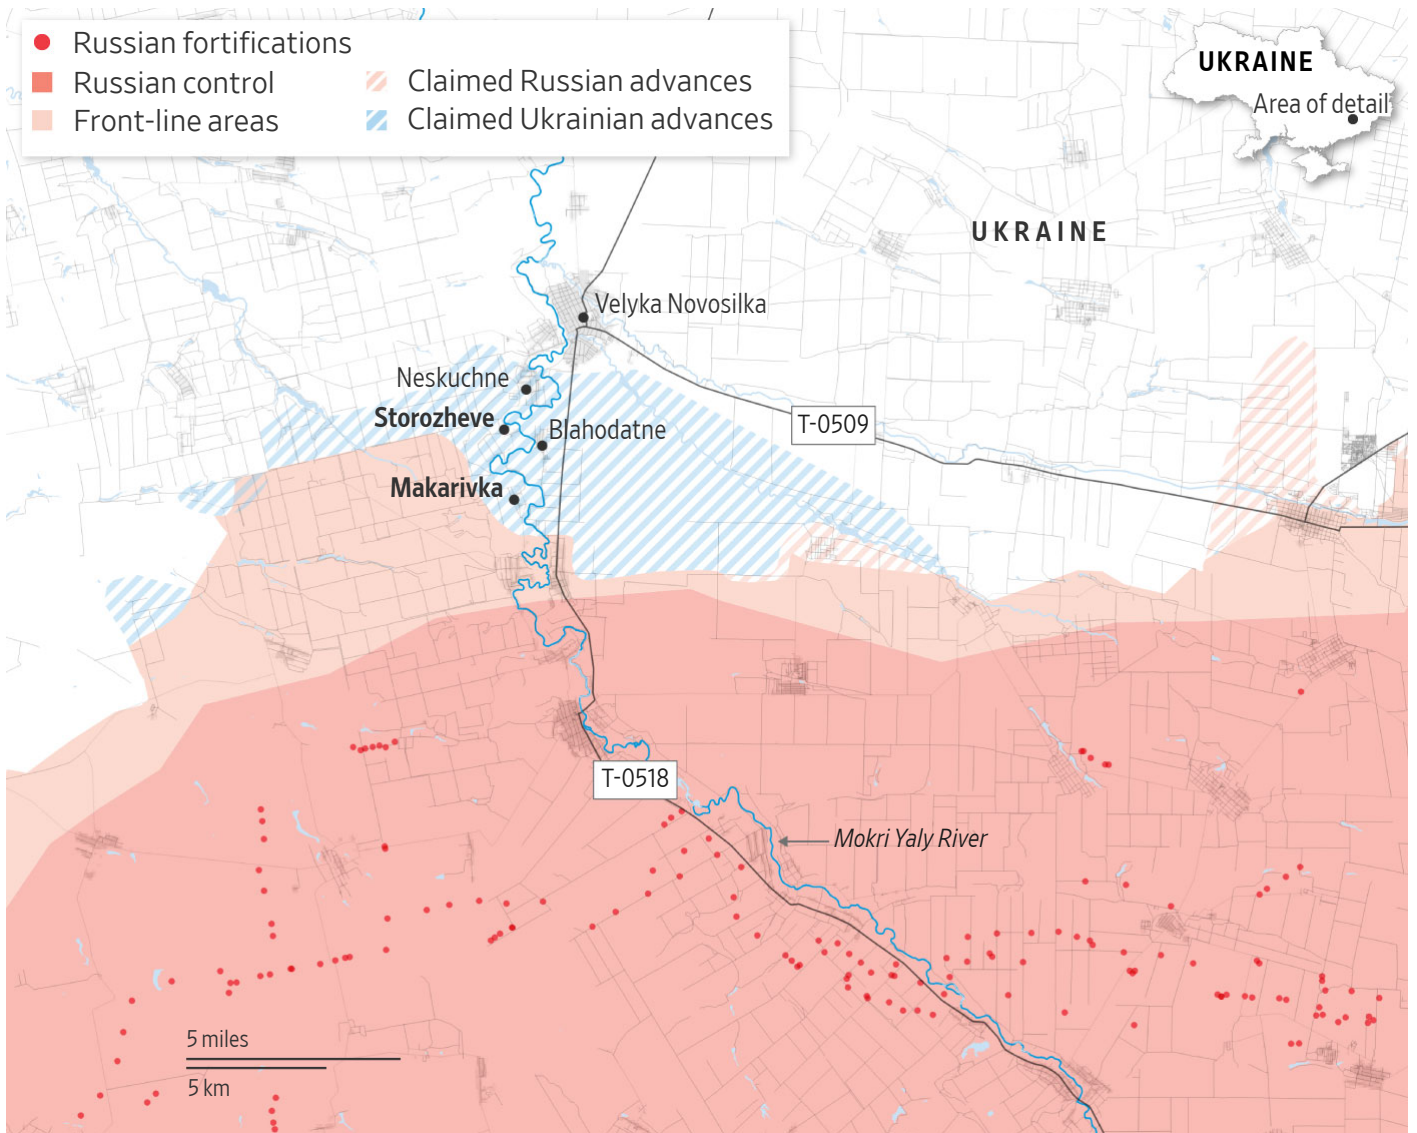 Russian fortifications
Russian control
Front-line areas
Claimed Russian advances
Claimed Ukrainian advances
UKRAINE
Area of detail
UKRAINE
Velyka Novosilka
Neskuchne
Storozheve
Blahodatne
T-0509
Makarivka
T-0518
Mokri Yaly River
5 miles
5 km